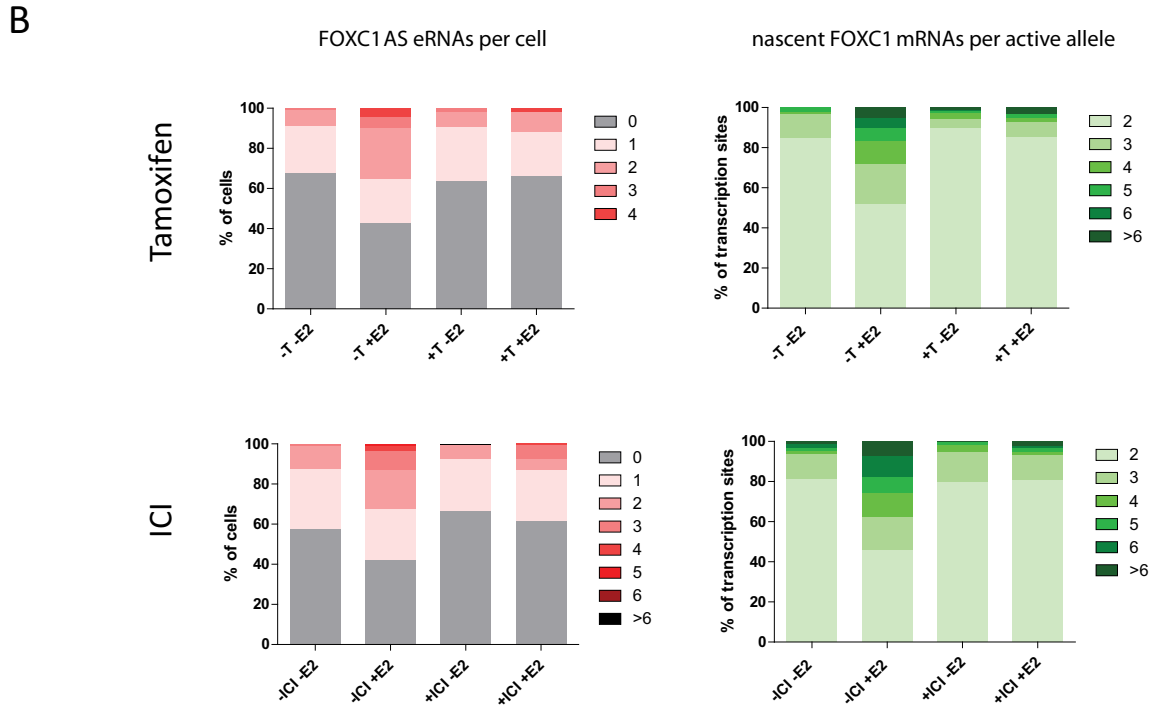 B
FOXC1 AS eRNAs per cell
nascent FOXC1 mRNAs per active allele
Tamoxifen
% of cells
100
80
60
40
20
0
-T -E2
-T +E2
+T -E2
+T +E2
0
1
2
3
4
% of transcription sites
100
80
60
40
20
0
-T -E2
-T +E2
+T -E2
+T +E2
2
3
4
5
6
>6
ICI
% of cells
100
80
60
40
20
0
-ICI -E2
-ICI +E2
+ICI -E2
+ICI +E2
0
1
2
3
4
5
6
>6
% of transcription sites
100
80
60
40
20
0
-ICI -E2
-ICI +E2
+ICI -E2
+ICI +E2
2
3
4
5
6
>6